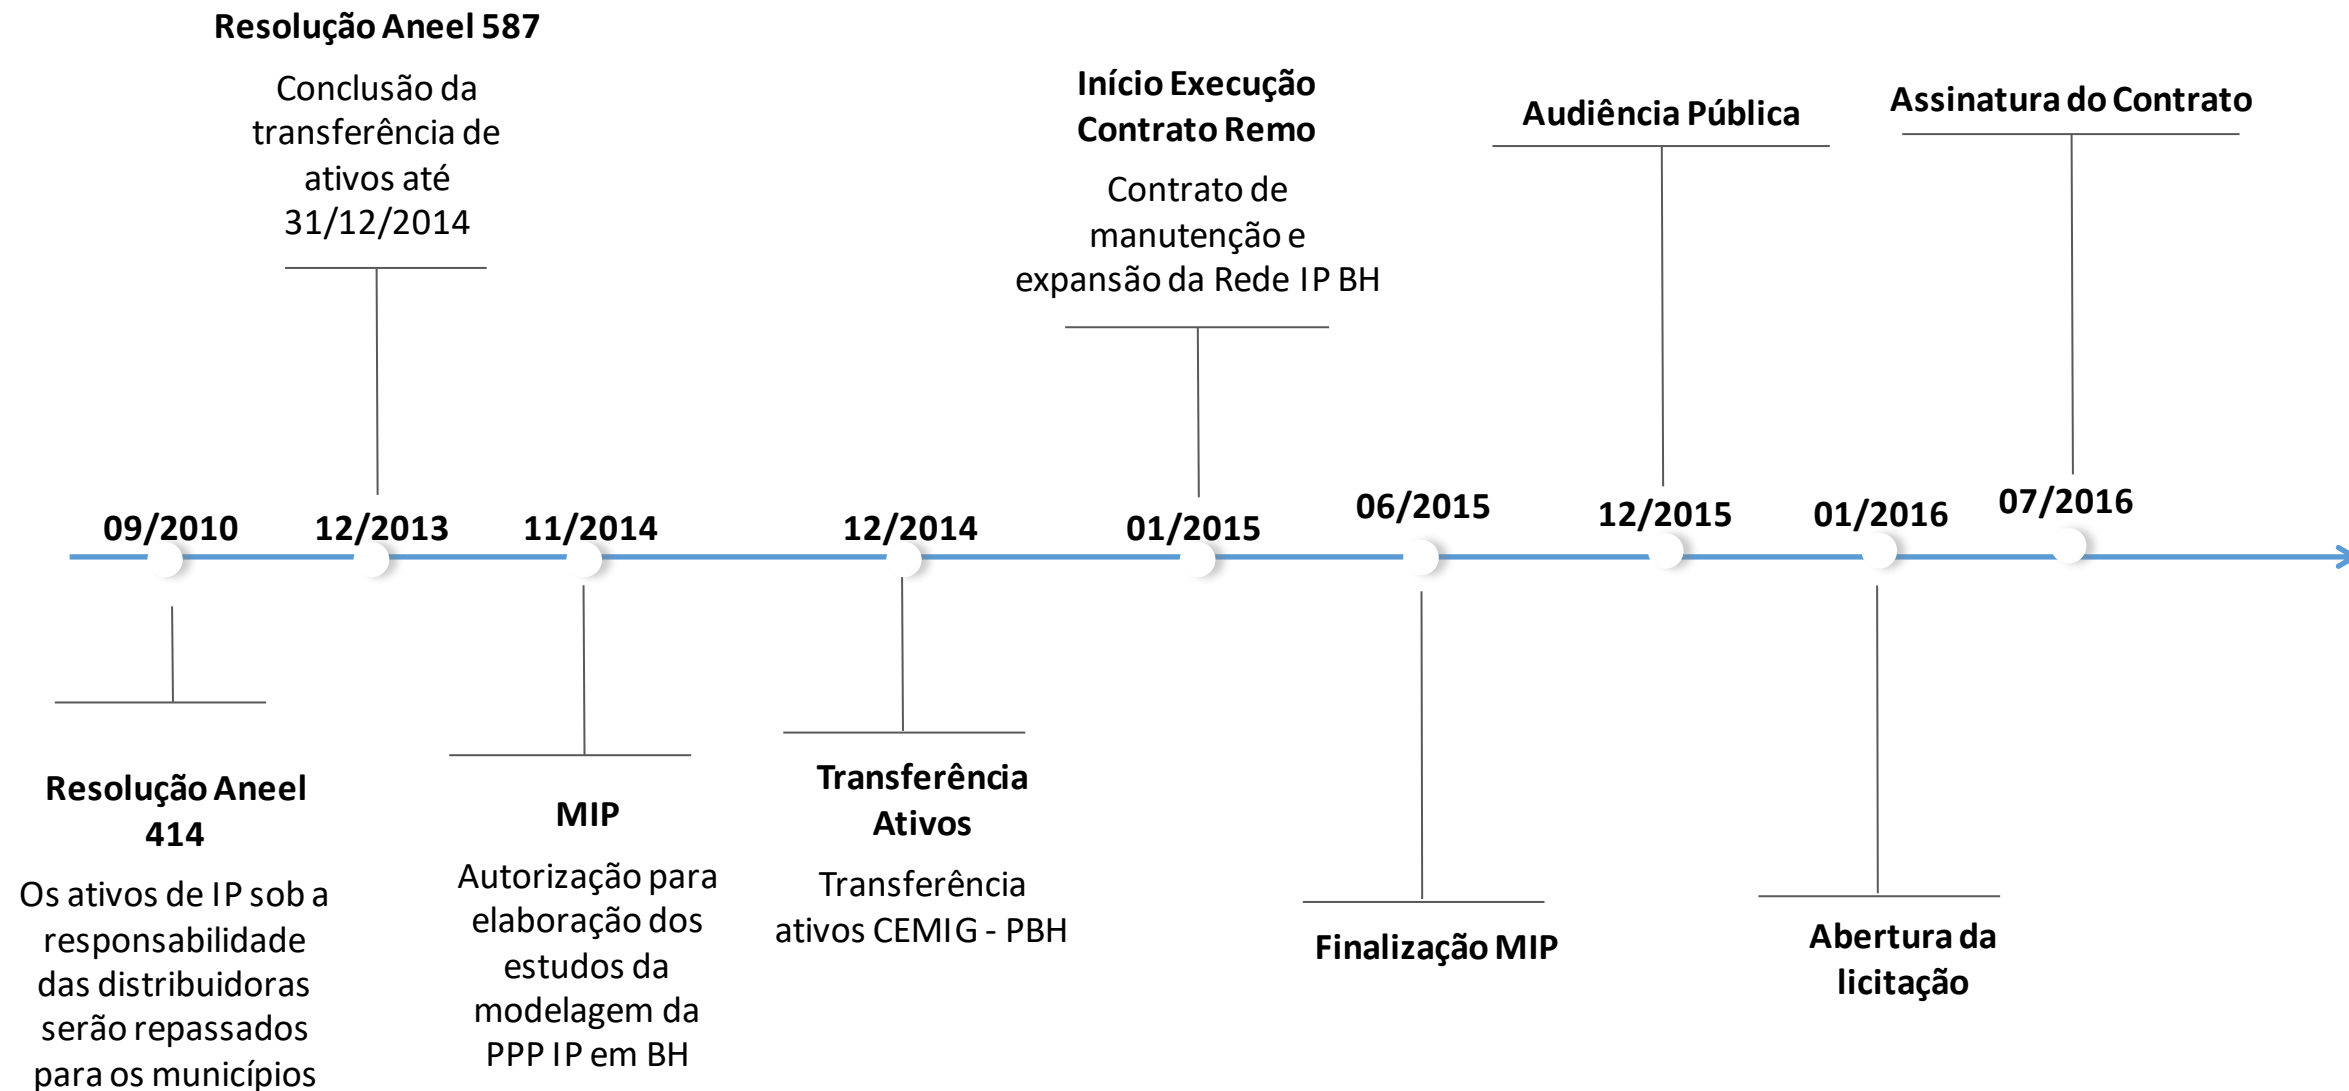 Resolução Aneel 587
Conclusão da
transferência de
ativos até
31/12/2014
Início Execução
Contrato Remo
Contrato de
manutenção e
expansão da Rede IP BH
Audiência Pública
Assinatura do Contrato
09/2010
12/2013
11/2014
12/2014
01/2015
06/2015
12/2015
01/2016
07/2016
Resolução Aneel
414
Os ativos de IP sob a
responsabilidade
das distribuidoras
serão repassados
para os municípios
MIP
Autorização para
elaboração dos
estudos da
modelagem da
PPP IP em BH
Transferência
Ativos
Transferência
ativos CEMIG - PBH
Finalização MIP
Abertura da
licitação